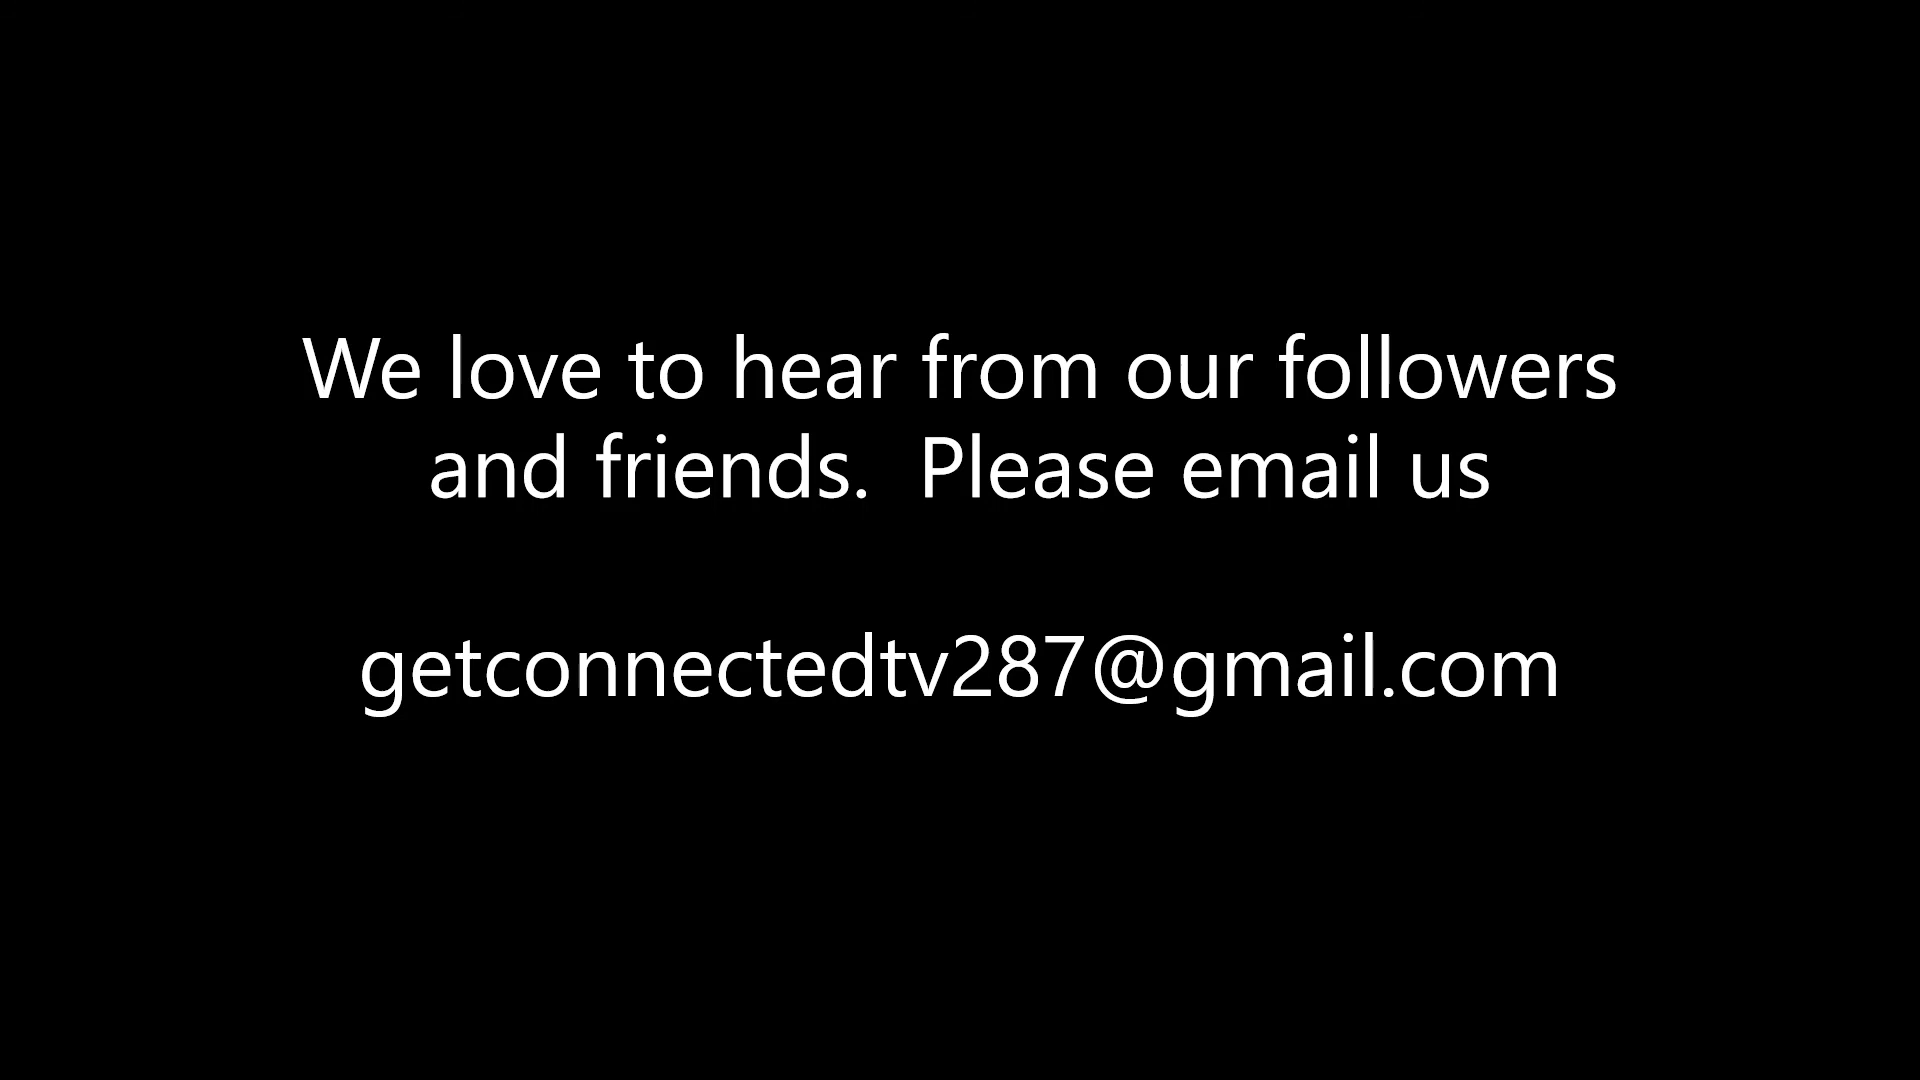 We love to hear from our followers
and friends.  Please email us
getconnectedtv287@gmail.com